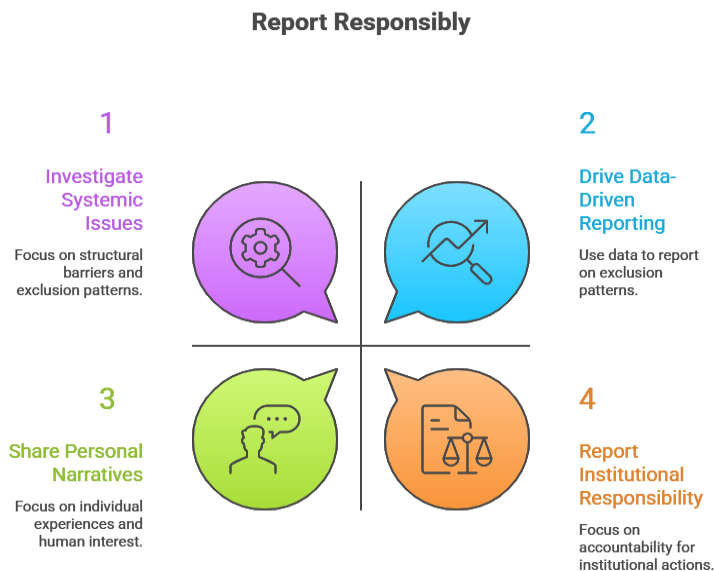 Report Responsibly
1
Investigate
Systemic
Issues
Focus on structural
barriers and
exclusion patterns.
2
Drive Data-
Driven
Reporting
Use data to report
on exclusion
patterns.
3
Share Personal
Narratives
Focus on individual
experiences and
human interest.
4
Report
Institutional
Responsibility
Focus on
accountability for
institutional actions.